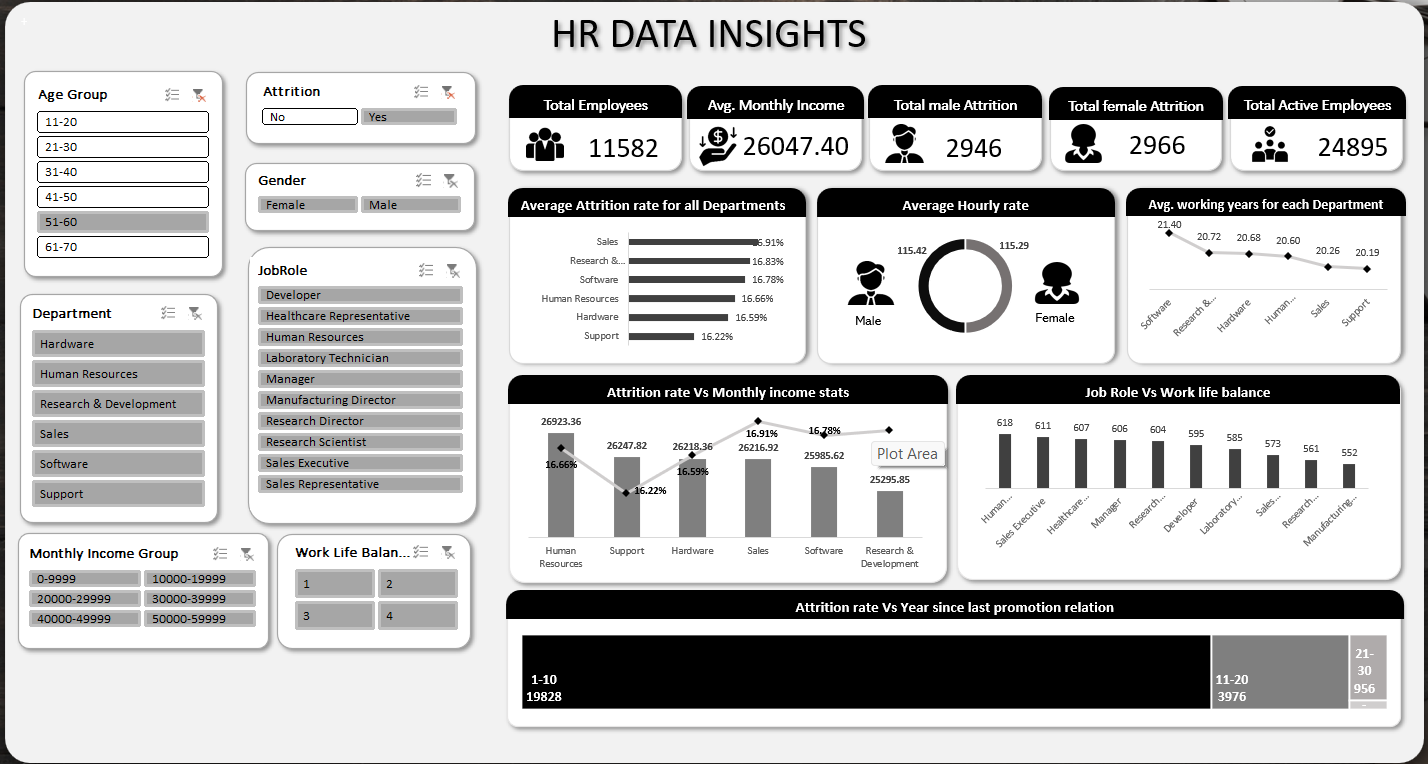 HR DATA INSIGHTS
Age Group
11-20
21-30
31-40
41-50
51-60
61-70
Attrition
No
Yes
Gender
Female
Male
Department
Hardware
Human Resources
Research & Development
Sales
Software
Support
JobRole
Developer
Healthcare Representative
Human Resources
Laboratory Technician
Manager
Manufacturing Director
Research Director
Research Scientist
Sales Executive
Sales Representative
Monthly Income Group
0-9999
10000-19999
20000-29999
30000-39999
40000-49999
50000-59999
Work Life Balan...
1
2
3
4
Total Employees
11582
Avg. Monthly Income
26047.40
Total male Attrition
2946
Total female Attrition
2966
Total Active Employees
24895
Average Attrition rate for all Departments
Sales
16.91%
Research &...
16.83%
Software
16.78%
Human Resources
16.66%
Hardware
16.59%
Support
16.22%
Average Hourly rate
115.42
115.29
Male
Female
Avg. working years for each Department
21.40
20.72
20.68
20.60
20.26
20.19
Software
Research &...
Hardware
Human...
Sales
Support
Attrition rate Vs Monthly income stats
26923.36
26247.82
26218.36
26216.92
25985.62
25295.85
16.66%
16.22%
16.59%
16.91%
16.78%
Plot Area
Human
Resources
Support
Hardware
Sales
Software
Research &
Development
Job Role Vs Work life balance
618
611
607
606
604
595
585
573
561
552
Human...
Sales Executive
Healthcare...
Manager
Research...
Developer
Laboratory...
Sales...
Research...
Manufacturing...
Attrition rate Vs Year since last promotion relation
1-10
19828
11-20
3976
21-
30
956